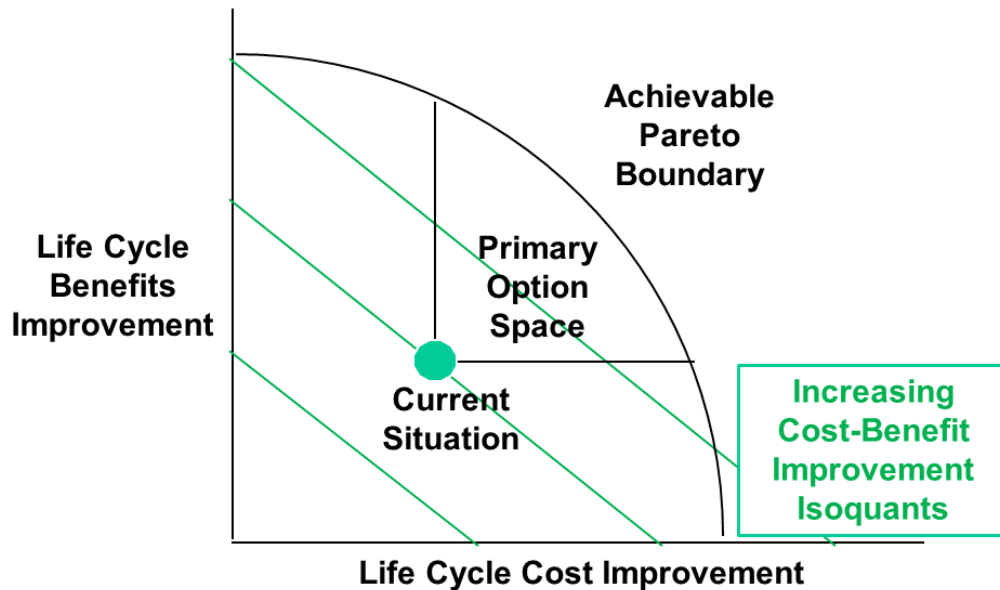 Achievable
Pareto
Boundary
Life Cycle
Benefits
Improvement
Primary
Option
Space
Current
Situation
Increasing
Cost-Benefit
Improvement
Isoquants
Life Cycle Cost Improvement